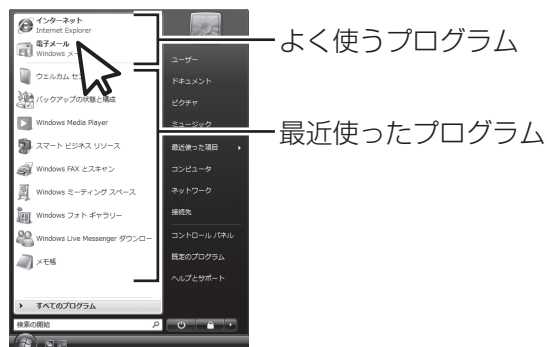 インターネット
Internet Explorer
電子メール
Windows メー
ウェルカム セ
バックアップの状態と構成
Windows Media Player
スマート ビジネス リソース
Windows FAX とスキャン
Windows ミーティング スペース
Windows フォト ギャラリー
Windows Live Messenger ダウンロー
メモ帳
すべてのプログラム
検索の開始
ユーザー
ドキュメント
ピクチャ
ミュージック
最近使った項目
コンピュータ
ネットワーク
接続先
コントロール パネル
既定のプログラム
ヘルプとサポート
よく使うプログラム
最近使ったプログラム